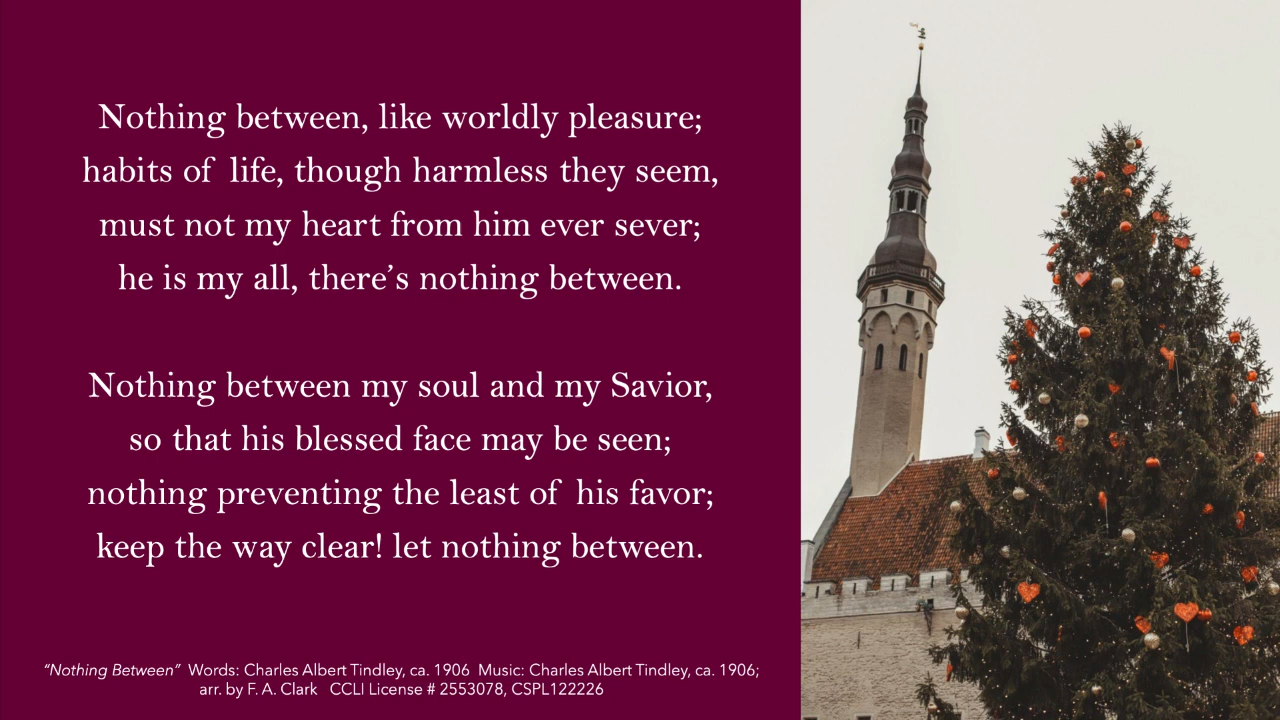 Nothing between, like worldly pleasure;
habits of life, though harmless they seem,
must not my heart from him ever sever;
he is my all, there's nothing between.
Nothing between my soul and my Savior,
so that his blessed face may be seen;
nothing preventing the least of his favor;
keep the way clear! let nothing between.
"Nothing Between" Words: Charles Albert Tindley, ca. 1906 Music: Charles Albert Tindley, ca. 1906;
arr. by F. A. Clark CCLI License # 2553078, CSPL122226